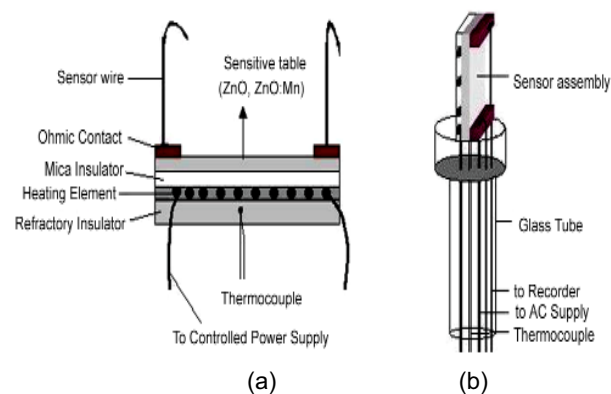 Sensor wire
Sensitive table
(ZnO, ZnO:Mn)
Ohmic Contact
Mica Insulator
Heating Element
Refractory Insulator
Thermocouple
To Controlled Power Supply
(a)
Sensor assembly
Glass Tube
to Recorder
to AC Supply
Thermocouple
(b)